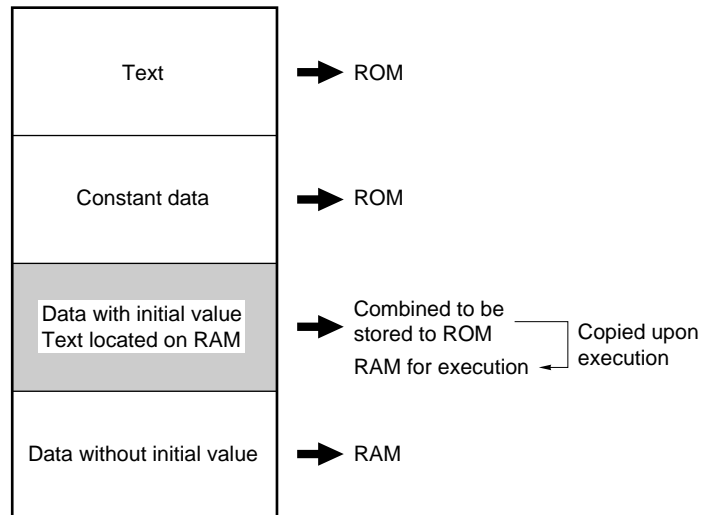 Text
ROM
Constant data
ROM
Data with initial value
Text located on RAM
Combined to be
stored to ROM
RAM for execution
Copied upon
execution
Data without initial value
RAM